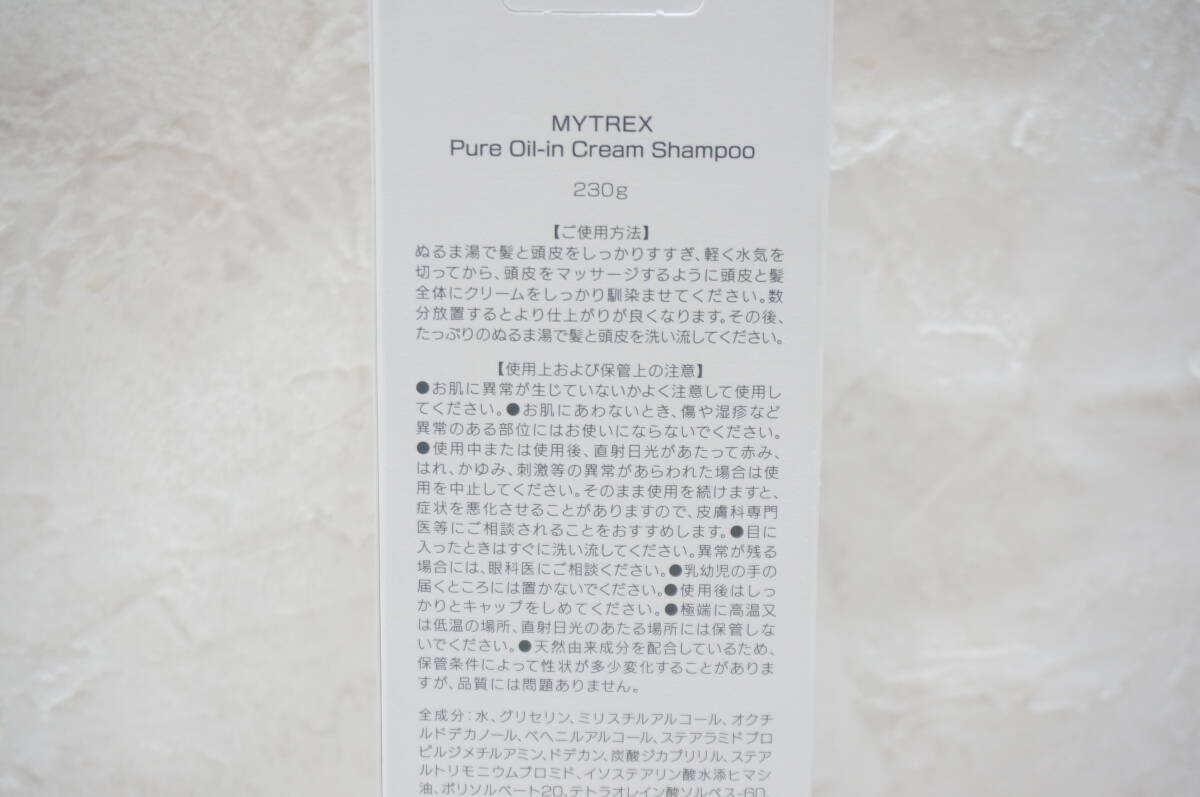 MYTREX
Pure Oil-in Cream Shampoo
230g
【ご使用方法】
ぬるま湯で髪と頭皮をしっかりすすぎ、軽く水気を
切ってから、頭皮をマッサージするように頭皮と髪
全体にクリームをしっかり馴染ませてください。数
分放置するとより仕上がりが良くなります。その後、
たっぷりのぬるま湯で髪と頭皮を洗い流してください。
【使用上および保管上の注意】
●お肌に異常が生じていないかよく注意して使用し
てください。●お肌にあわないとき、傷や湿疹など
異常のある部位にはお使いにならないでください。
●使用中または使用後、直射日光があたって赤み、
はれ、かゆみ、刺激等の異常があらわれた場合は使
用を中止してください。そのまま使用を続けますと、
症状を悪化させることがありますので、皮膚科専門
医等にご相談されることをおすすめします。●目に
入ったときはすぐに洗い流してください。異常が残る
場合には、眼科医にご相談ください。●乳幼児の手の
届くところには置かないでください。●使用後はしっ
かりとキャップをしめてください。●極端に高温又
は低温の場所、直射日光のあたる場所には保管しな
いでください。●天然由来成分を配合しているため、
保管条件によって性状が多少変化することがありま
すが、品質には問題ありません。
全成分：水、グリセリン、ミリスチルアルコール、オクチ
ルドデカノール、ベヘニルアルコール、ステアラミドプロ
ピルジメチルアミン、ドデカン、炭酸ジカプリリル、ステア
ルトリモニウムブロミド、イソステアリン酸水添ヒマシ
油、ポリソルベート20、テトラオレイン酸ソルベス-60、